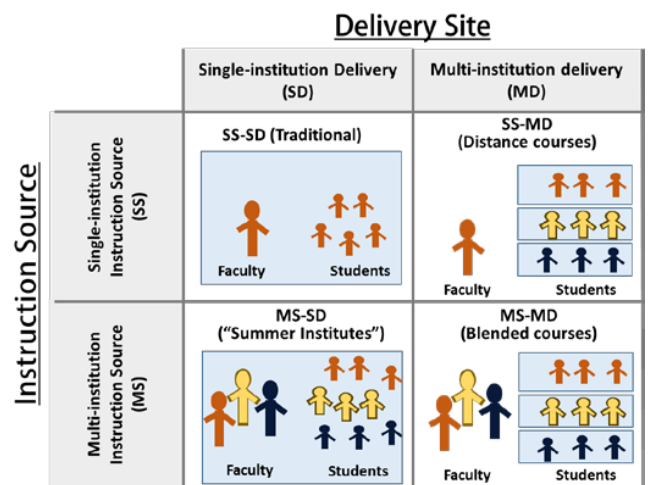 Delivery Site
Single-institution Delivery
(SD)
Multi-institution delivery
(MD)
Instruction Source
Single-institution
Instruction Source
(SS)
SS-SD (Traditional)
Faculty
Students
SS-MD
(Distance courses)
Faculty
Students
Multi-institution
Instruction Source
(MS)
MS-SD
(“Summer Institutes”)
Faculty
Students
MS-MD
(Blended courses)
Faculty
Students